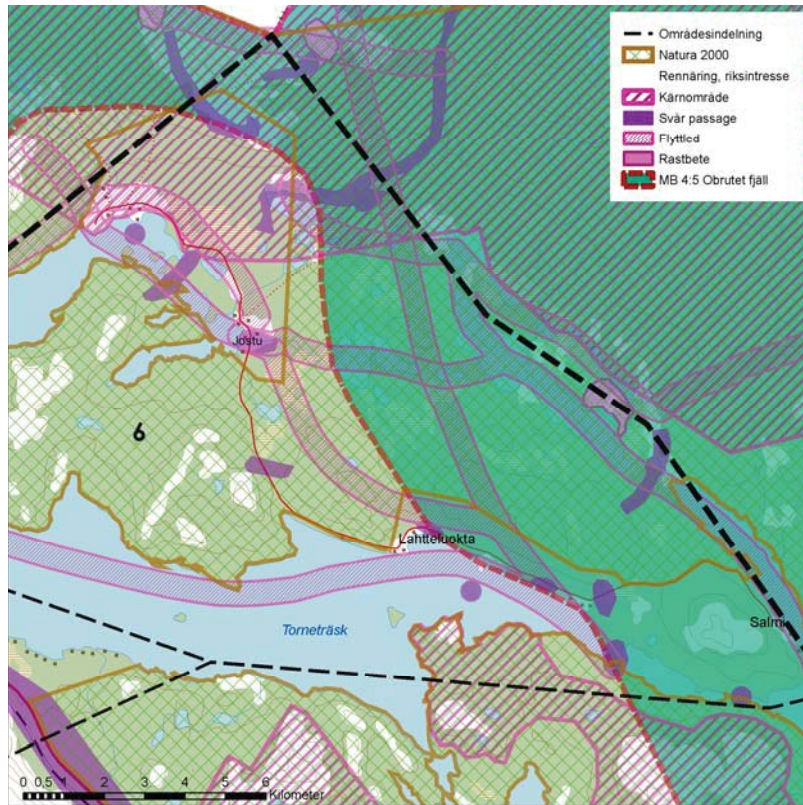 Områdesindelning
Natura 2000
Rennäring, riksintresse
Kärnområde
Svår passage
Flyttled
Rastbete
MB 4:5 Obrutet fjäll
Jostu
6
Lahtteluokta
Salmi
Torneträsk
0 0,5 1 2 3 4 5 6
Kilometer